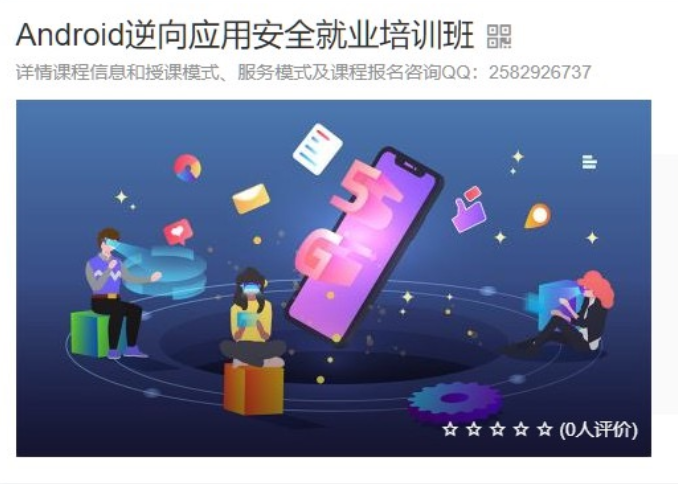 Android逆向应用安全就业培训班
详情课程信息和授课模式、服务模式及课程报名咨询QQ：2582926737
5
G
(0人评价)